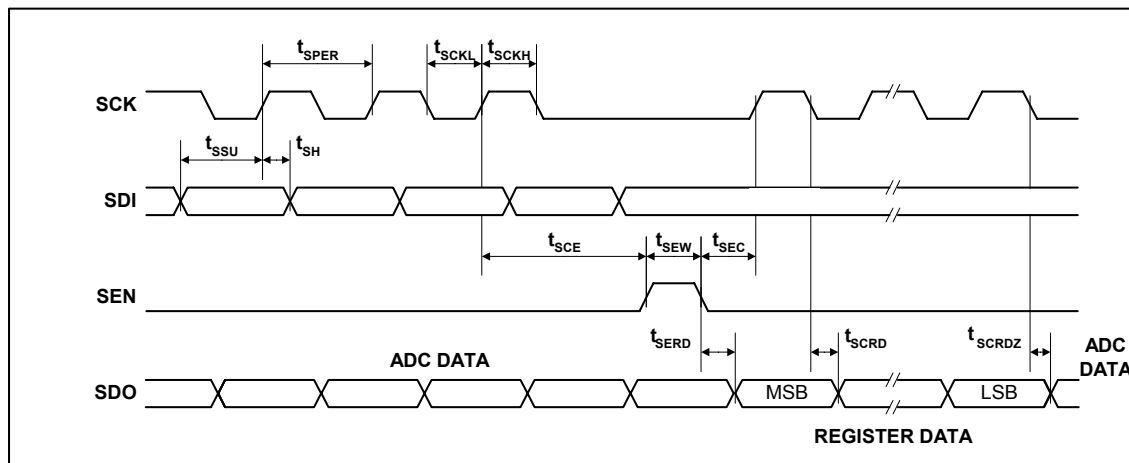 tSPER
tSCKL
tSCKH
SCK
tSSU
tSH
SDI
tSCE
tSEW
tSEC
SEN
tSERD
tSCRD
tSCRDZ
ADC DATA
ADC
DATA
SDO
MSB
LSB
REGISTER DATA